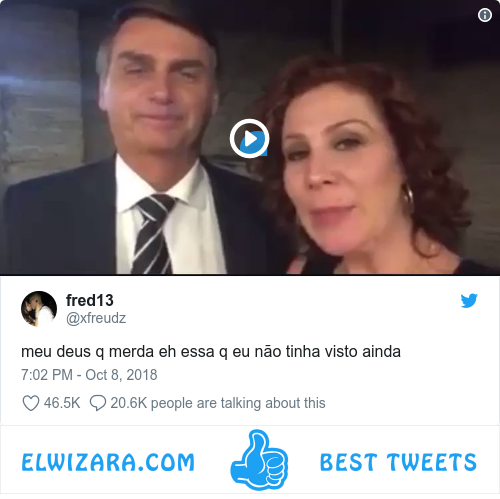 fred13
@xfreudz
meu deus q merda eh essa q eu não tinha visto ainda
7:02 PM - Oct 8, 2018
46.5K 20.6K people are talking about this
ELWIZARA.COM BEST TWEETS